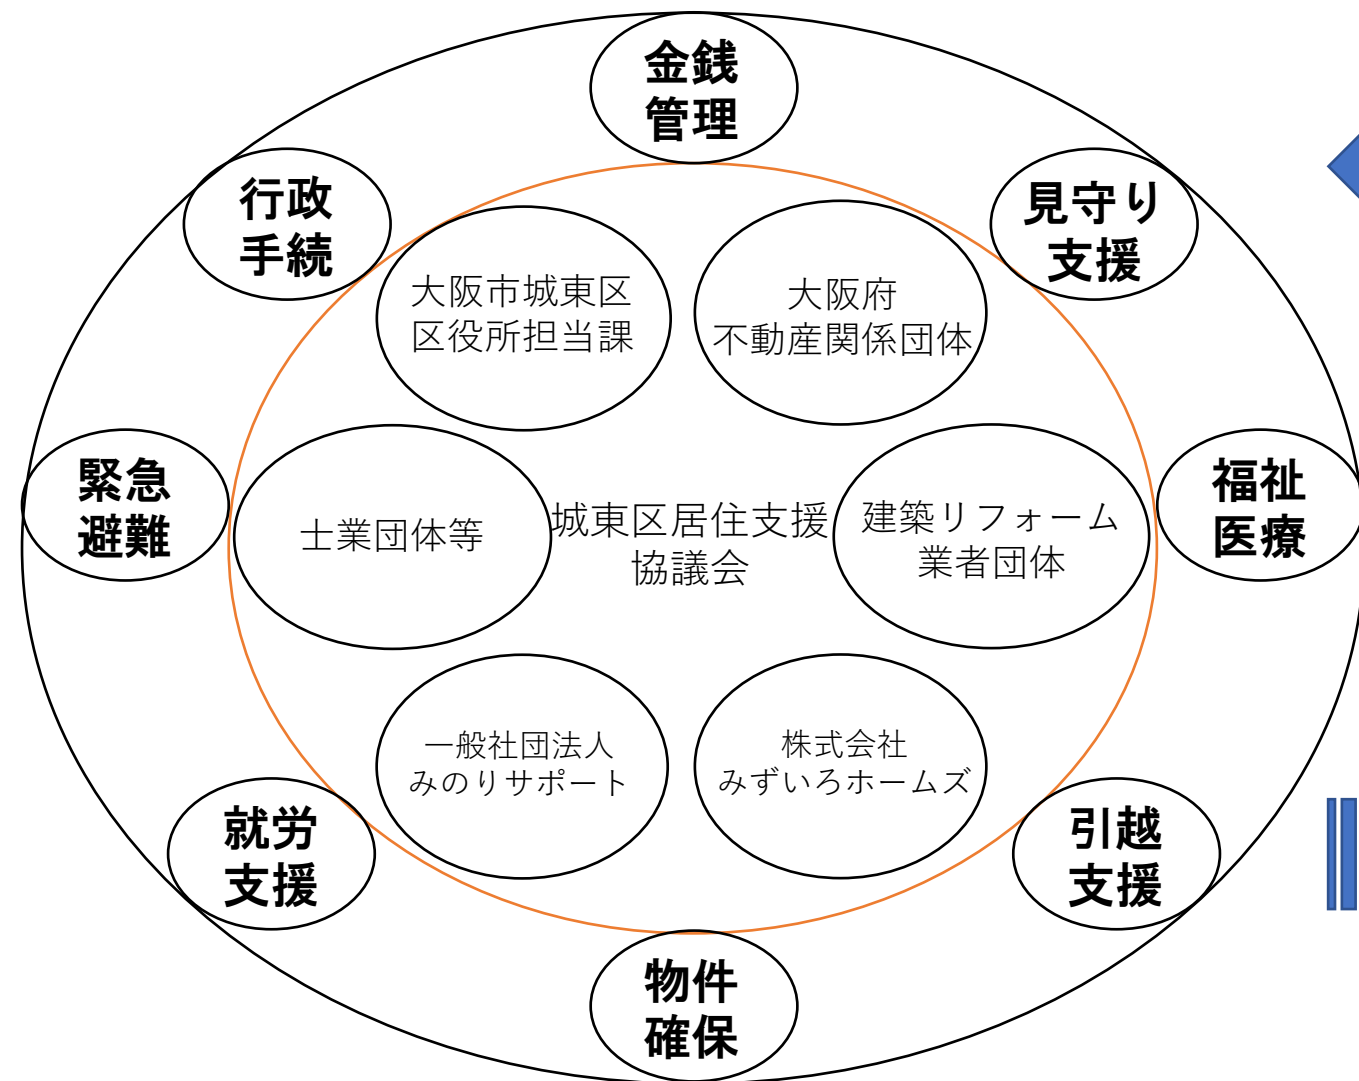 金銭
管理
行政
手続
見守り
支援
大阪市城東区
区役所担当課
大阪府
不動産関係団体
緊急
避難
士業団体等
城東区居住支援
協議会
建築リフォーム
業者団体
福祉
医療
一般社団法人
みのりサポート
株式会社
みずいろホームズ
就労
支援
引越
支援
物件
確保